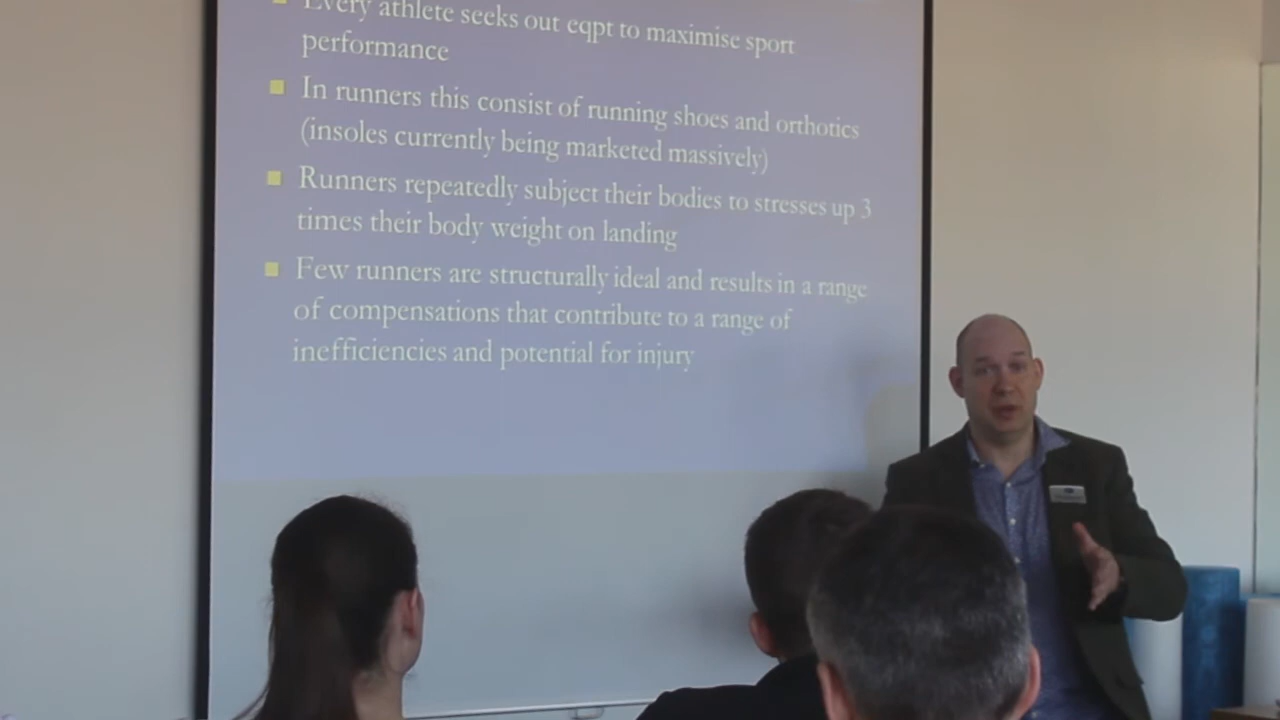 Every athlete seeks out eqpt to maximise sport
performance
In runners this consist of running shoes and orthotics
(insoles currently being marketed massively)
Runners repeatedly subject their bodies to stresses up 3
times their body weight on landing
Few runners are structurally ideal and results in a range
of compensations that contribute to a range of
inefficiencies and potential for injury